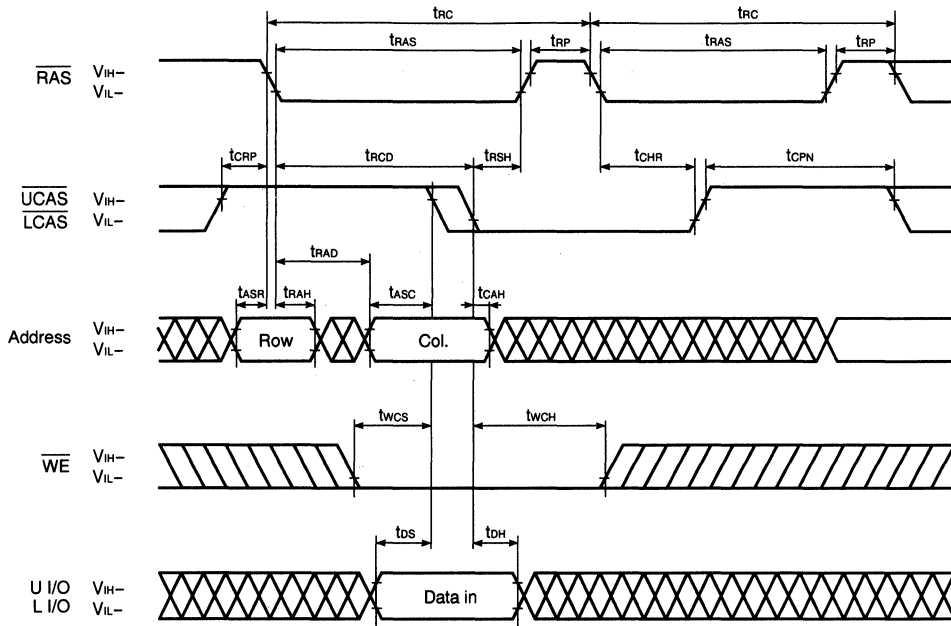 tRC tRC
tRAS tRP tRAS tRP
RAS VIH–
VIL–
tCRP tRCD tRSH tCHR tCPN
UCAS VIH–
LCAS VIL–
tRAD
tASR tRAH tASC tCAH
Address VIH–
VIL–
Row Col.
tWCS tWCH
WE VIH–
VIL–
tDS tDH
U I/O VIH–
L I/O VIL–
Data in